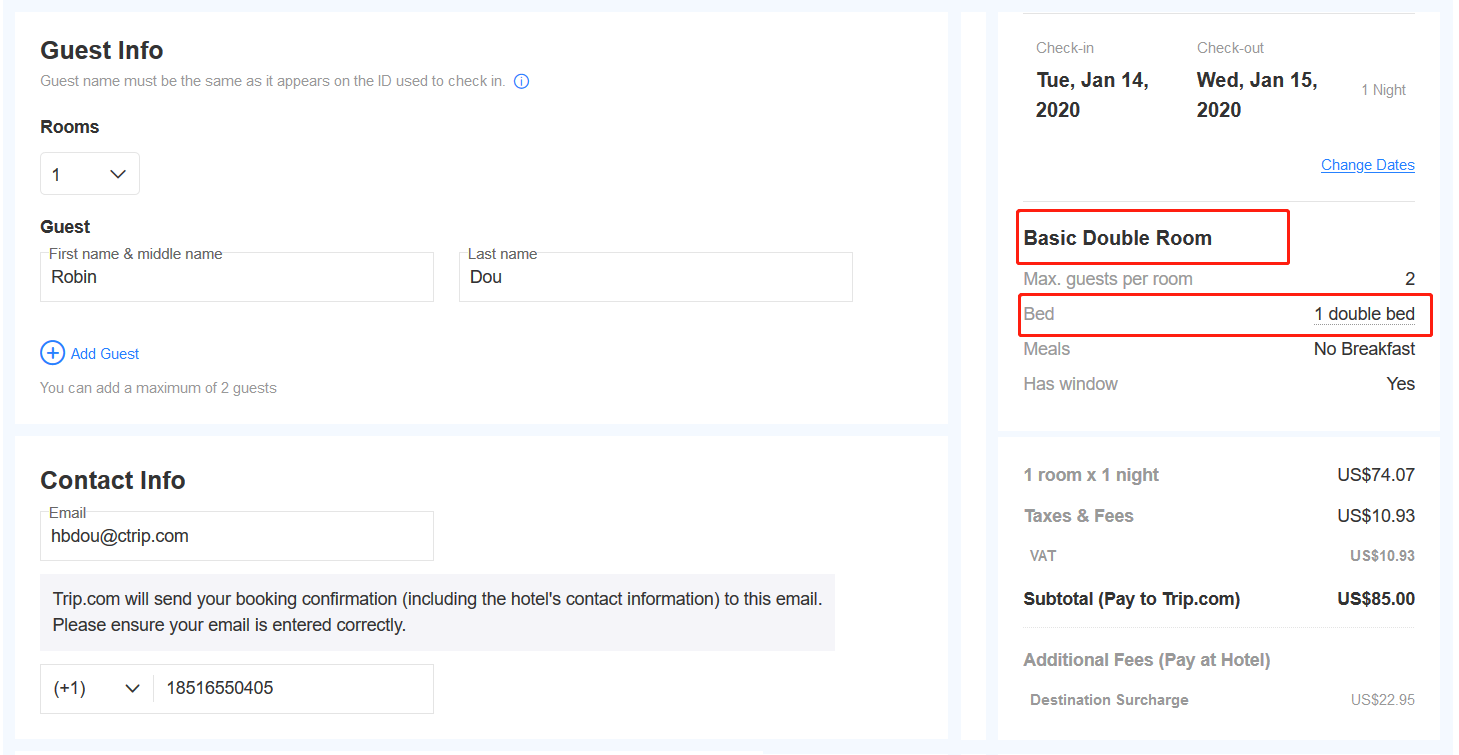 Guest Info
Guest name must be the same as it appears on the ID used to check in.
Rooms
1
Guest
First name & middle name
Robin
Last name
Dou
Add Guest
You can add a maximum of 2 guests
Contact Info
Email
hbdou@ctrip.com
Trip.com will send your booking confirmation (including the hotel's contact information) to this email.
Please ensure your email is entered correctly.
(+1) 18516550405
Check-in
Tue, Jan 14,
2020
Check-out
Wed, Jan 15,
2020
1 Night
Change Dates
Basic Double Room
Max. guests per room 2
Bed 1 double bed
Meals No Breakfast
Has window Yes
1 room x 1 night US$74.07
Taxes & Fees US$10.93
VAT US$10.93
Subtotal (Pay to Trip.com) US$85.00
Additional Fees (Pay at Hotel)
Destination Surcharge US$22.95